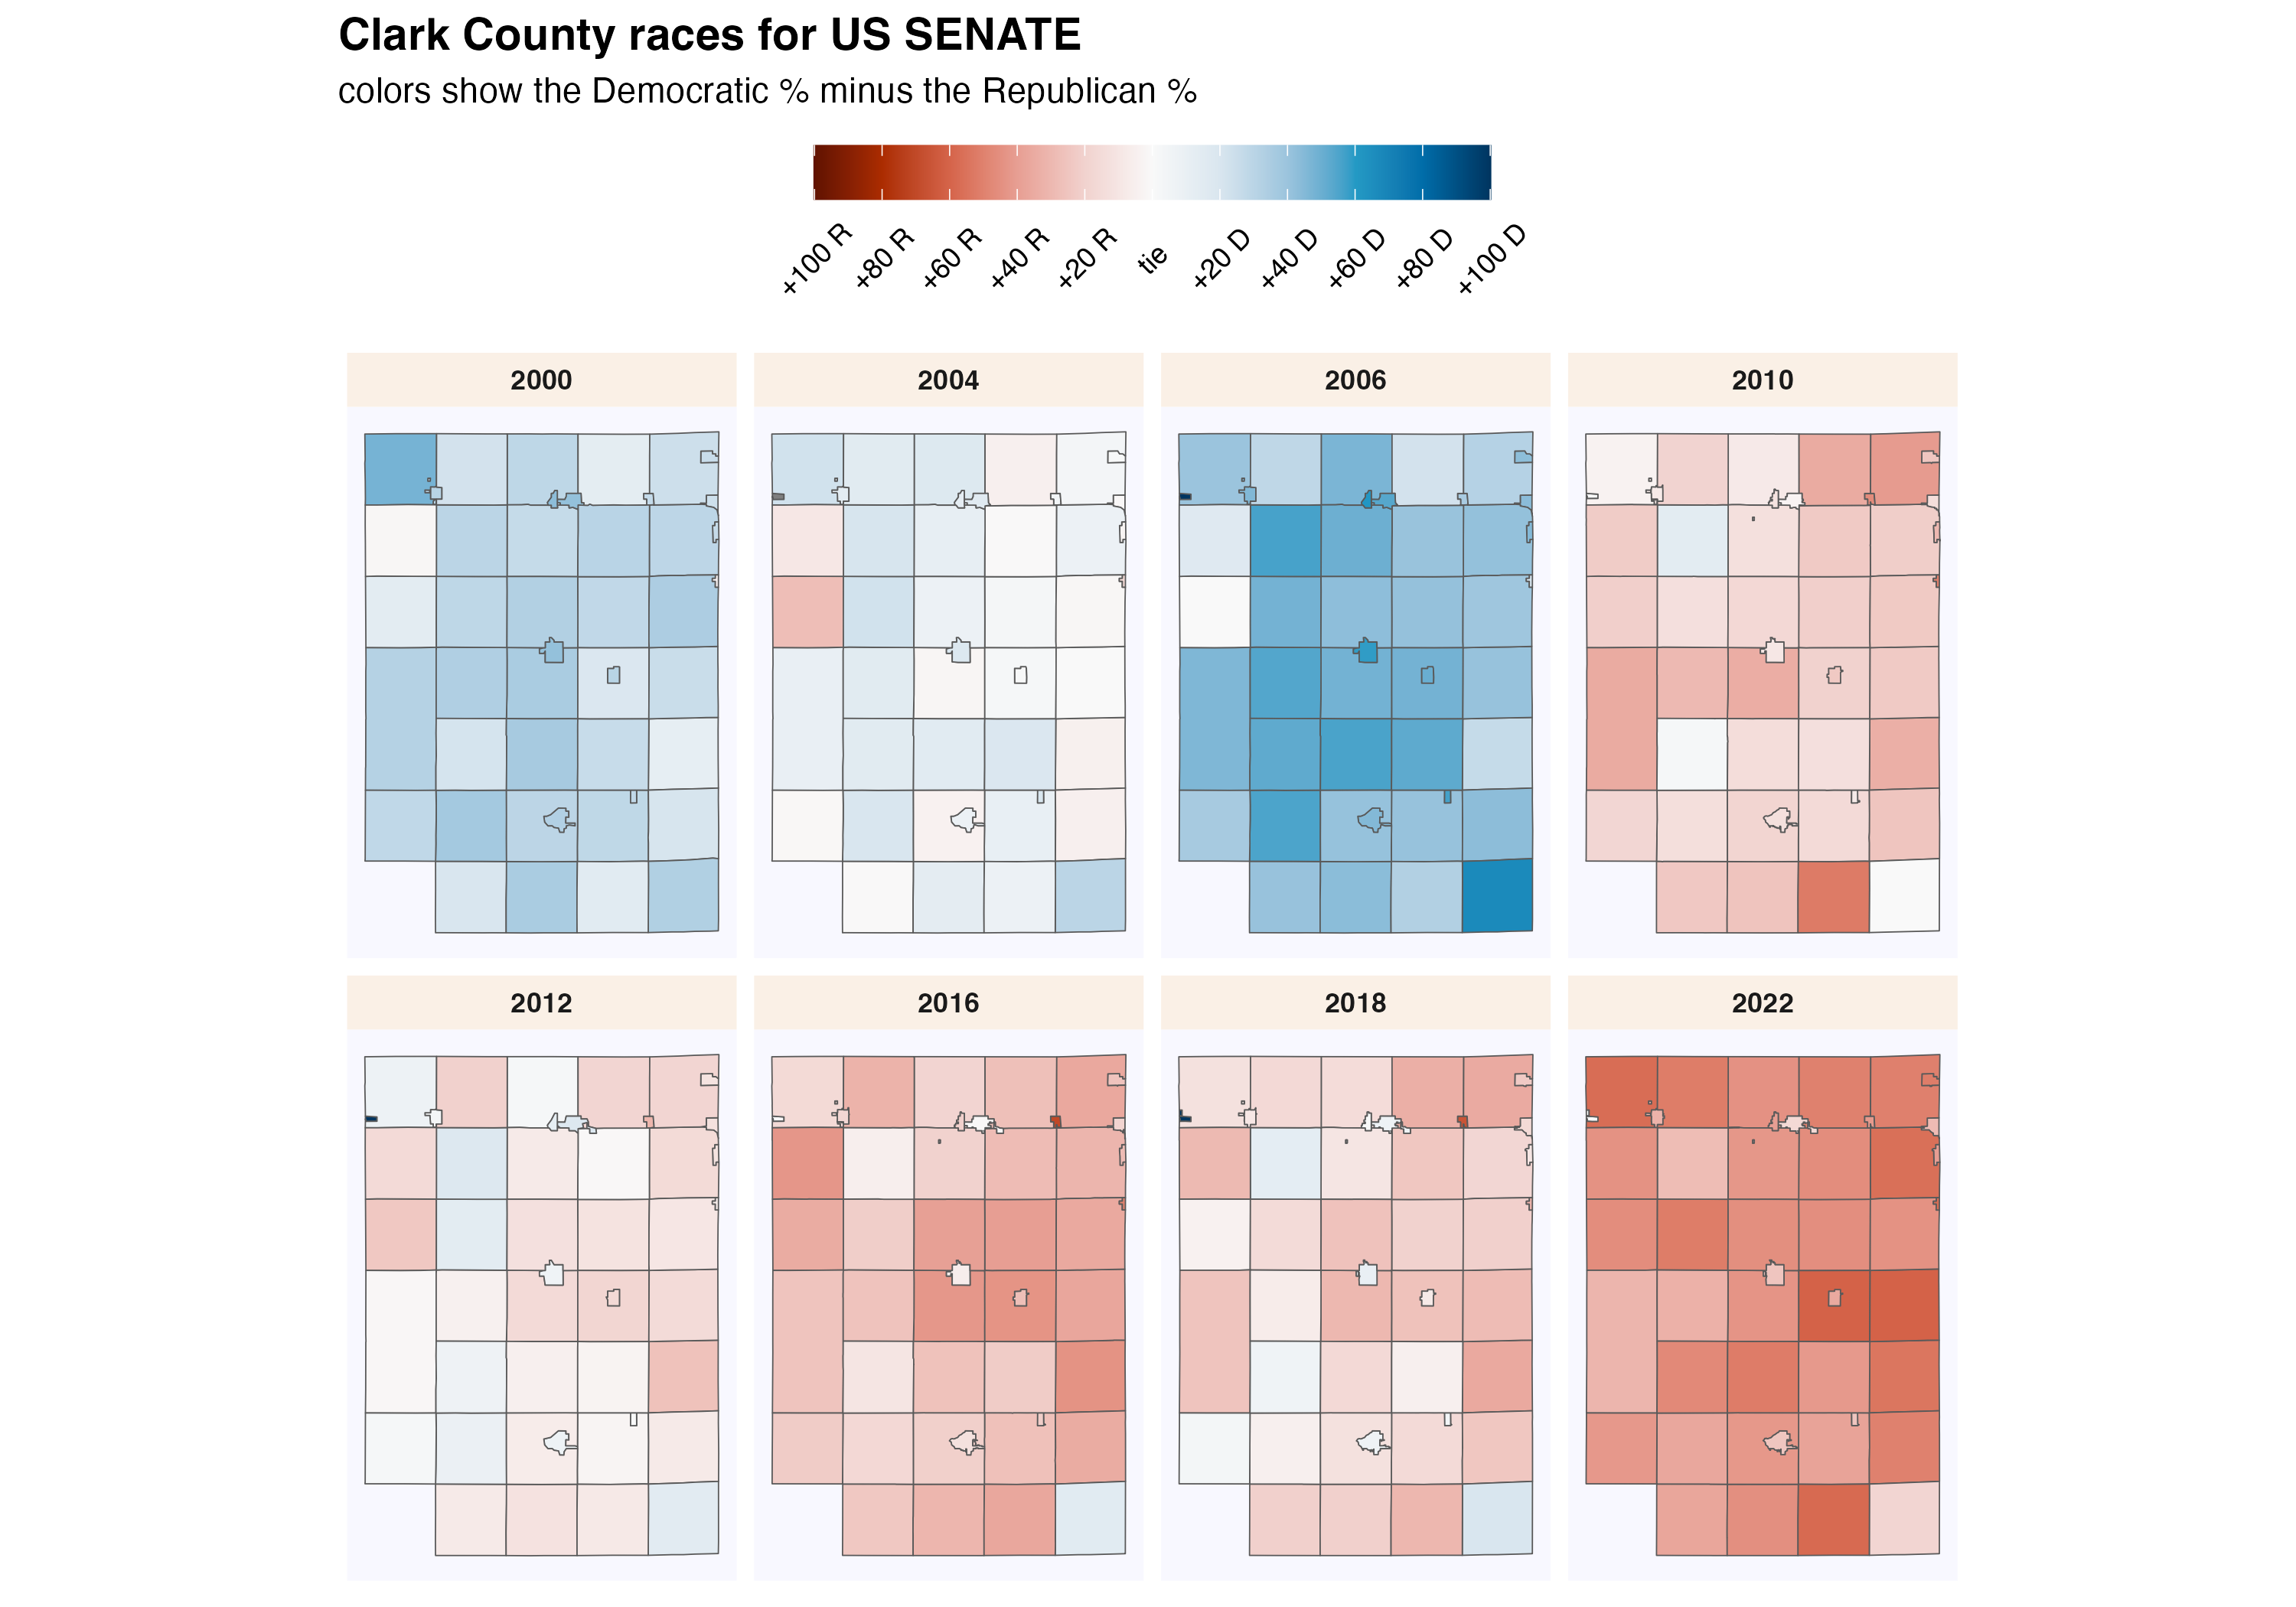 Clark County races for US SENATE
colors show the Democratic % minus the Republican %
+100 R +80 R +60 R +40 R +20 R tie +20 D +40 D +60 D +80 D +100 D
2000 2004 2006 2010
2012 2016 2018 2022